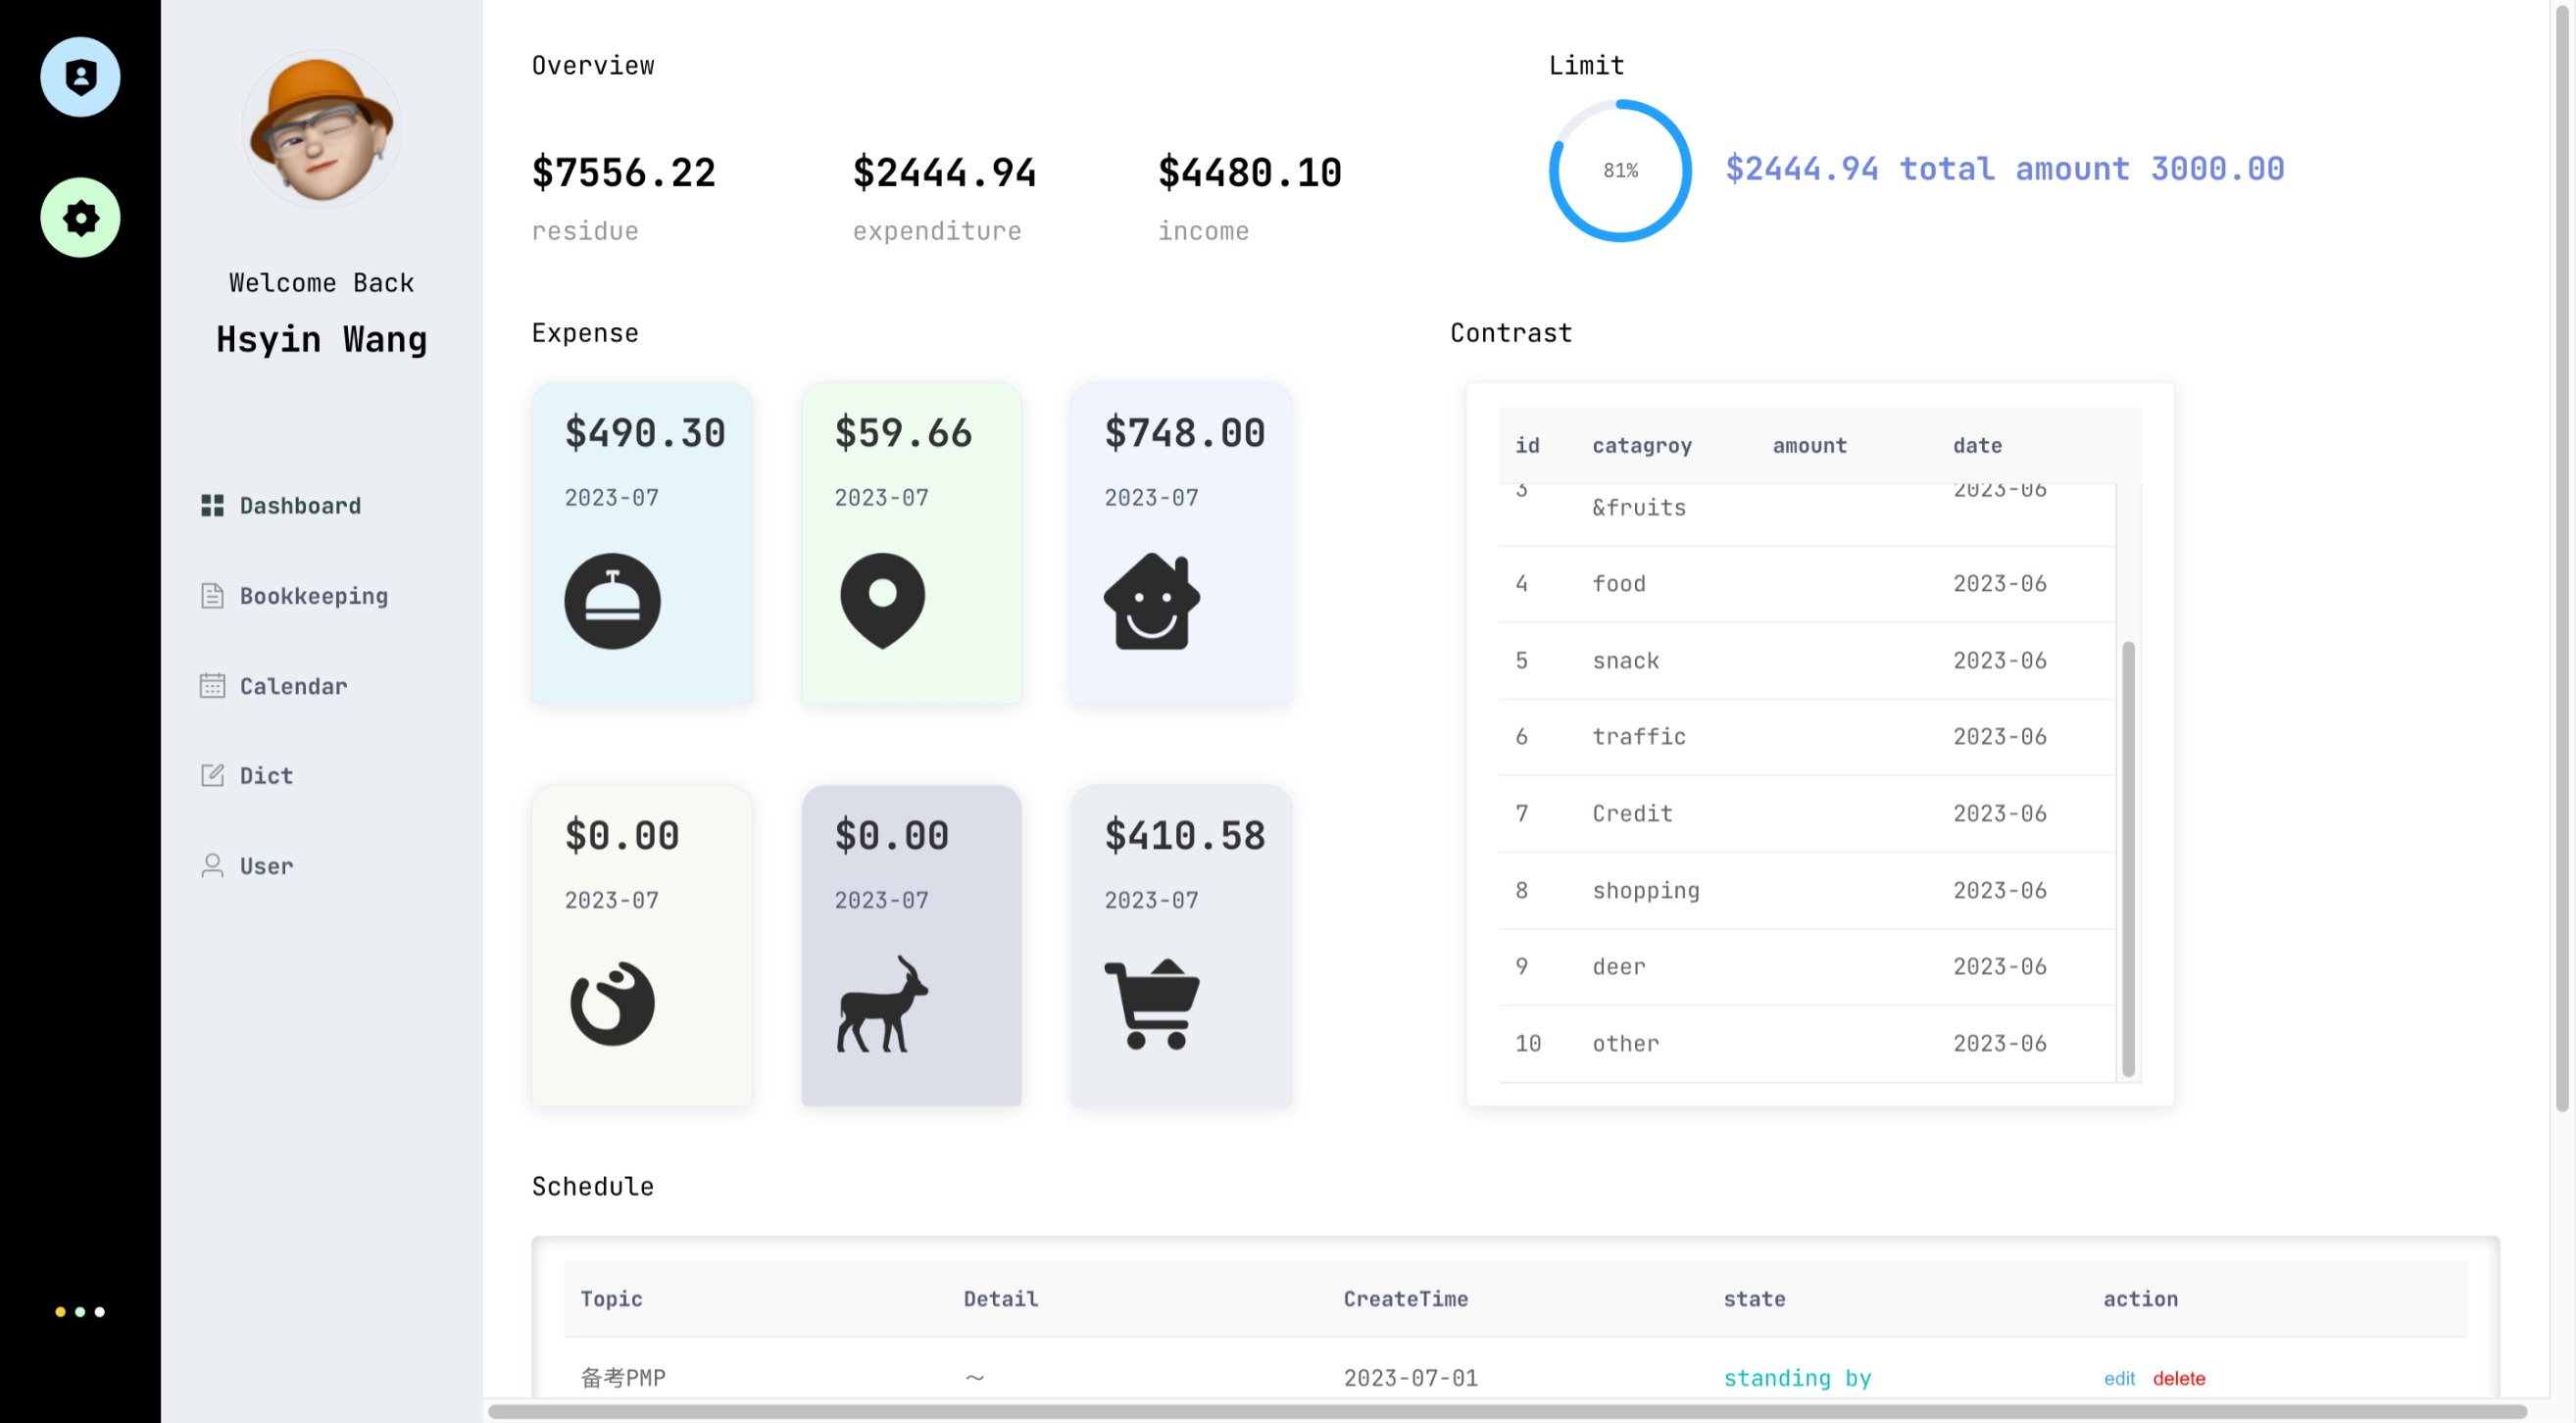 Welcome Back
Hsyin Wang
Dashboard
Bookkeeping
Calendar
Dict
User
Overview
$7556.22 $2444.94 $4480.10
residue expenditure income
Limit
81%
$2444.94 total amount 3000.00
Expense
$490.30 $59.66 $748.00
2023-07 2023-07 2023-07
$0.00 $0.00 $410.58
2023-07 2023-07 2023-07
Contrast
id catagroy amount date
3 &fruits 2023-06
4 food 2023-06
5 snack 2023-06
6 traffic 2023-06
7 Credit 2023-06
8 shopping 2023-06
9 deer 2023-06
10 other 2023-06
Schedule
Topic Detail CreateTime state action
备考PMP ～ 2023-07-01 standing by edit delete